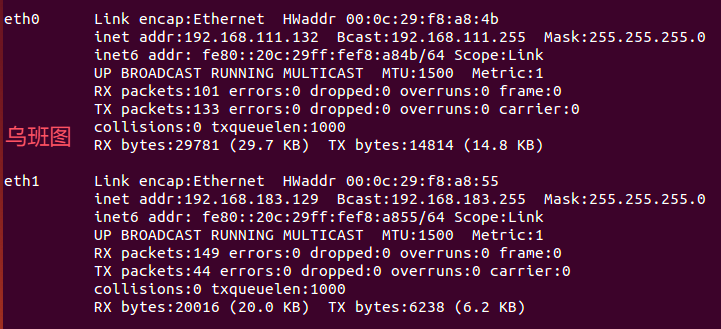 eth0 Link encap:Ethernet HWaddr 00:0c:29:f8:a8:4b
inet addr:192.168.111.132 Bcast:192.168.111.255 Mask:255.255.255.0
inet6 addr: fe80::20c:29ff:fef8:a84b/64 Scope:Link
UP BROADCAST RUNNING MULTICAST MTU:1500 Metric:1
RX packets:101 errors:0 dropped:0 overruns:0 frame:0
TX packets:133 errors:0 dropped:0 overruns:0 carrier:0
collisions:0 txqueuelen:1000
乌班图
RX bytes:29781 (29.7 KB) TX bytes:14814 (14.8 KB)
eth1 Link encap:Ethernet HWaddr 00:0c:29:f8:a8:55
inet addr:192.168.183.129 Bcast:192.168.183.255 Mask:255.255.255.0
inet6 addr: fe80::20c:29ff:fef8:a855/64 Scope:Link
UP BROADCAST RUNNING MULTICAST MTU:1500 Metric:1
RX packets:149 errors:0 dropped:0 overruns:0 frame:0
TX packets:44 errors:0 dropped:0 overruns:0 carrier:0
collisions:0 txqueuelen:1000
RX bytes:20016 (20.0 KB) TX bytes:6238 (6.2 KB)